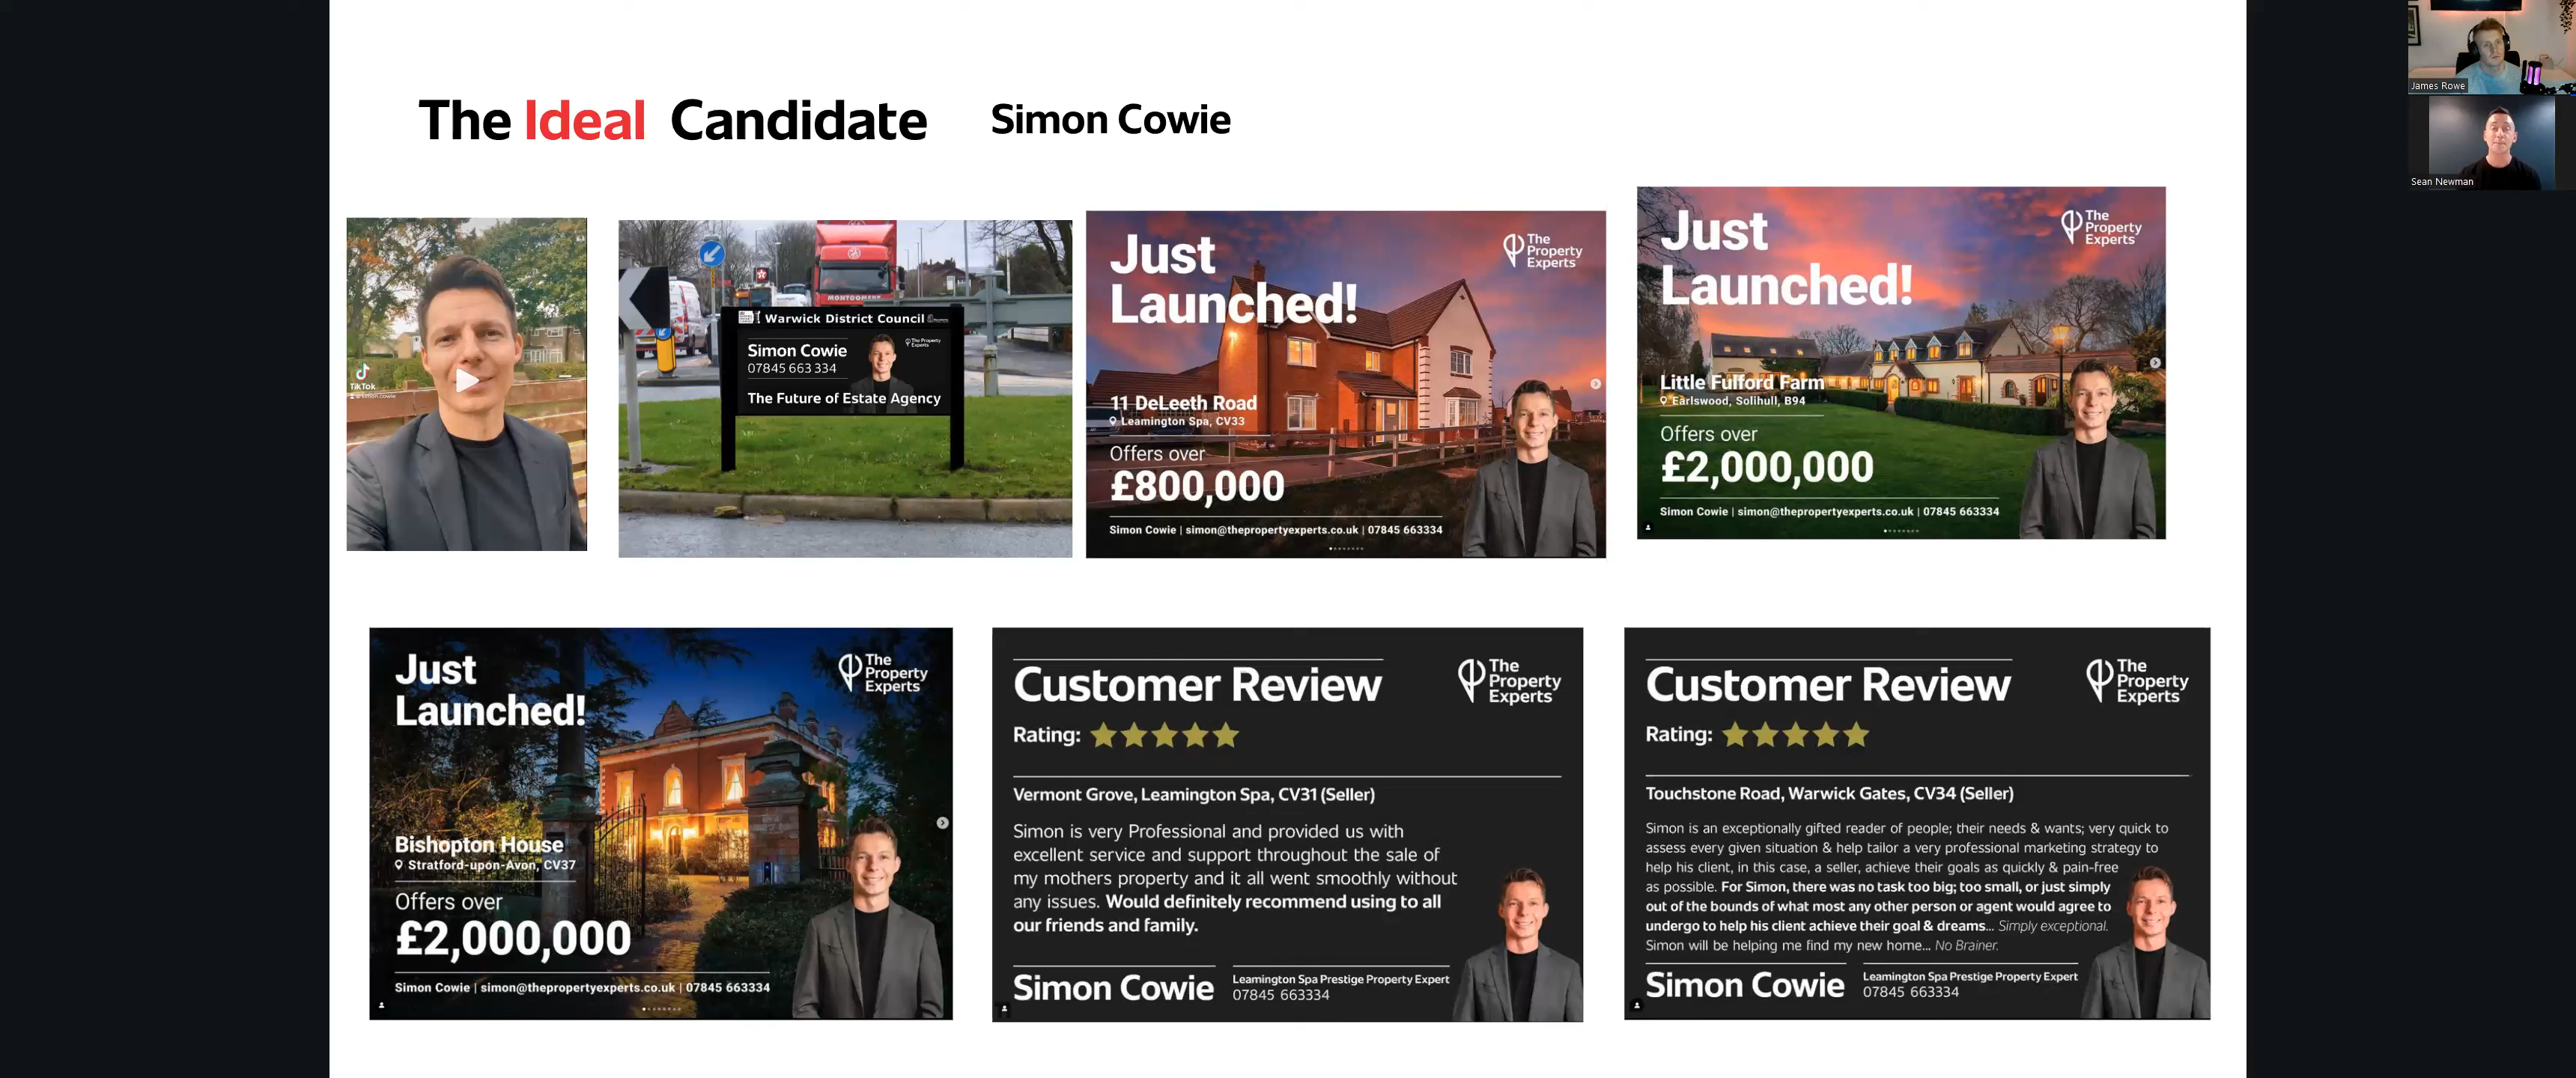 The Ideal Candidate
Simon Cowie
James Rowe
Sean Newman
TikTok
MONTGOMERY
Warwick District Council
Simon Cowie
07845 663 334
The Future of Estate Agency
The
Property
Experts
Just
Launched!
The
Property
Experts
11 DeLeeth Road
Leamington Spa, CV33
Offers over
£800,000
Simon Cowie | simon@thepropertyexperts.co.uk | 07845 663334
Just
Launched!
The
Property
Experts
Little Fulford Farm
Earlswood, Solihull, B94
Offers over
£2,000,000
Simon Cowie | simon@thepropertyexperts.co.uk | 07845 663334
Just
Launched!
The
Property
Experts
Bishopton House
Stratford-upon-Avon, CV37
Offers over
£2,000,000
Simon Cowie | simon@thepropertyexperts.co.uk | 07845 663334
Customer Review
The
Property
Experts
Rating:
Vermont Grove, Leamington Spa, CV31 (Seller)
Simon is very Professional and provided us with
excellent service and support throughout the sale of
my mothers property and it all went smoothly without
any issues. Would definitely recommend using to all
our friends and family.
Simon Cowie
Leamington Spa Prestige Property Expert
07845 663334
Customer Review
The
Property
Experts
Rating:
Touchstone Road, Warwick Gates, CV34 (Seller)
Simon is an exceptionally gifted reader of people; their needs & wants; very quick to
assess every given situation & help tailor a very professional marketing strategy to
help his client, in this case, a seller, achieve their goals as quickly & pain-free
as possible. For Simon, there was no task too big; too small, or just simply
out of the bounds of what most any other person or agent would agree to
undergo to help his client achieve their goal & dreams... Simply exceptional.
Simon will be helping me find my new home... No Brainer.
Simon Cowie
Leamington Spa Prestige Property Expert
07845 663334